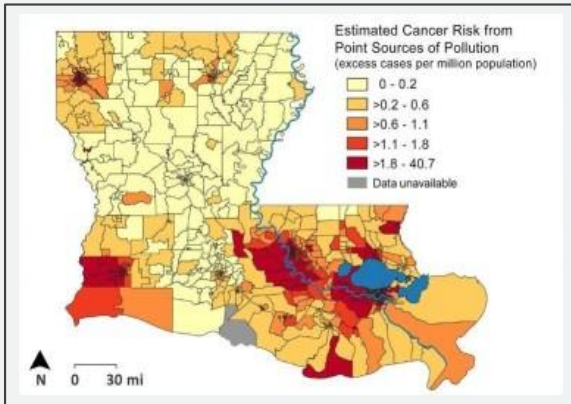 Estimated Cancer Risk from
Point Sources of Pollution
(excess cases per million population)
0 - 0.2
>0.2 - 0.6
>0.6 - 1.1
>1.1 - 1.8
>1.8 - 40.7
Data unavailable
N
0 30 mi